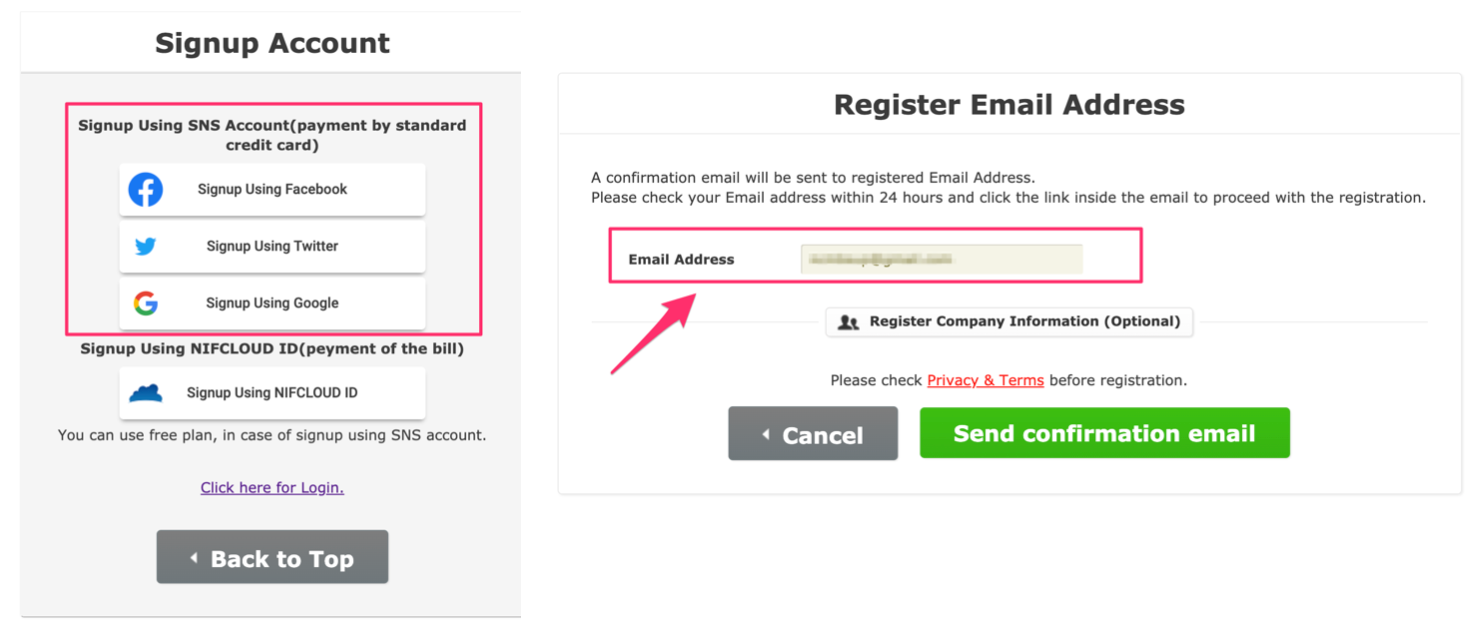 Signup Account
Signup Using SNS Account(payment by standard
credit card)
Signup Using Facebook
Signup Using Twitter
Signup Using Google
Signup Using NIFCLOUD ID(peyment of the bill)
Signup Using NIFCLOUD ID
You can use free plan, in case of signup using SNS account.
Click here for Login.
Back to Top
Register Email Address
A confirmation email will be sent to registered Email Address.
Please check your Email address within 24 hours and click the link inside the email to proceed with the registration.
Email Address
Register Company Information (Optional)
Please check Privacy & Terms before registration.
Cancel
Send confirmation email